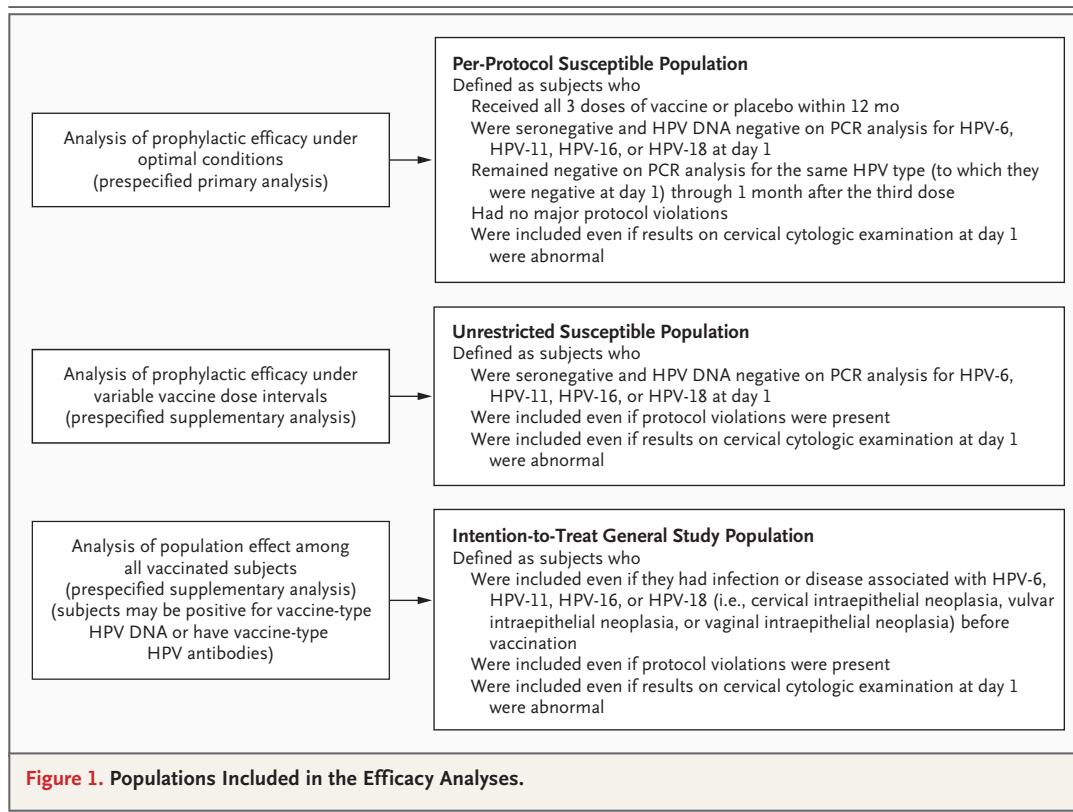 Analysis of prophylactic efficacy under
optimal conditions
(prespecified primary analysis)
Per-Protocol Susceptible Population
Defined as subjects who
Received all 3 doses of vaccine or placebo within 12 mo
Were seronegative and HPV DNA negative on PCR analysis for HPV-6,
HPV-11, HPV-16, or HPV-18 at day 1
Remained negative on PCR analysis for the same HPV type (to which they
were negative at day 1) through 1 month after the third dose
Had no major protocol violations
Were included even if results on cervical cytologic examination at day 1
were abnormal
Analysis of prophylactic efficacy under
variable vaccine dose intervals
(prespecified supplementary analysis)
Unrestricted Susceptible Population
Defined as subjects who
Were seronegative and HPV DNA negative on PCR analysis for HPV-6,
HPV-11, HPV-16, or HPV-18 at day 1
Were included even if protocol violations were present
Were included even if results on cervical cytologic examination at day 1
were abnormal
Analysis of population effect among
all vaccinated subjects
(prespecified supplementary analysis)
(subjects may be positive for vaccine-type
HPV DNA or have vaccine-type
HPV antibodies)
Intention-to-Treat General Study Population
Defined as subjects who
Were included even if they had infection or disease associated with HPV-6,
HPV-11, HPV-16, or HPV-18 (i.e., cervical intraepithelial neoplasia, vulvar
intraepithelial neoplasia, or vaginal intraepithelial neoplasia) before
vaccination
Were included even if protocol violations were present
Were included even if results on cervical cytologic examination at day 1
were abnormal
Figure 1. Populations Included in the Efficacy Analyses.